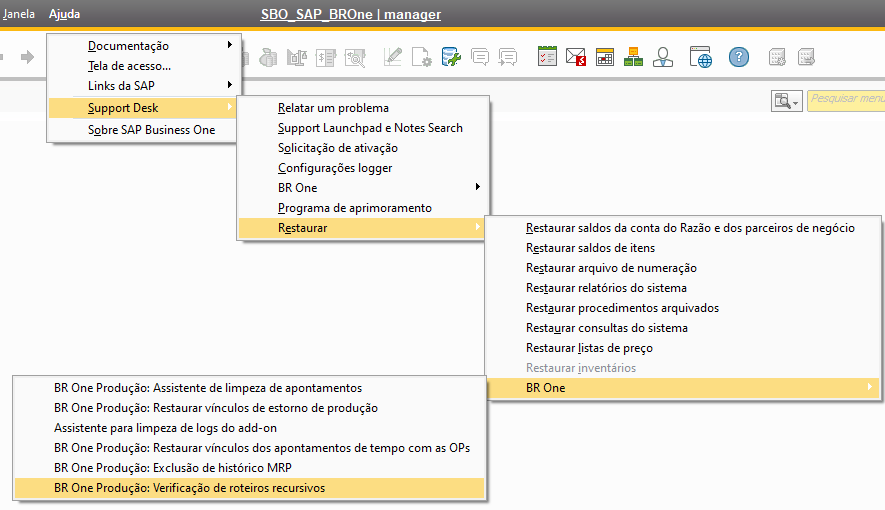 Janela Ajuda SBO_SAP_BROne | manager
Documentação
Tela de acesso...
Links da SAP
Pesquisar menu
Support Desk
Relatar um problema
Sobre SAP Business One
Support Launchpad e Notes Search
Solicitação de ativação
Configurações logger
BR One
Programa de aprimoramento
Restaurar
Restaurar saldos da conta do Razão e dos parceiros de negócio
Restaurar saldos de itens
Restaurar arquivo de numeração
Restaurar relatórios do sistema
Restaurar procedimentos arquivados
Restaurar consultas do sistema
Restaurar listas de preço
Restaurar inventários
BR One
BR One Produção: Assistente de limpeza de apontamentos
BR One Produção: Restaurar vínculos de estorno de produção
Assistente para limpeza de logs do add-on
BR One Produção: Restaurar vínculos dos apontamentos de tempo com as OPs
BR One Produção: Exclusão de histórico MRP
BR One Produção: Verificação de roteiros recursivos